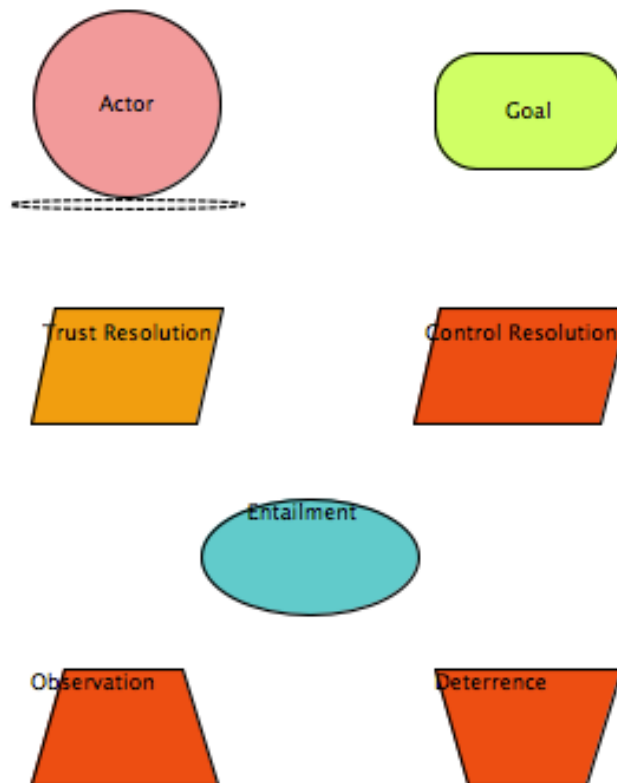 Actor
Goal
Trust Resolution
Control Resolution
Entailment
Observation
Deterrence